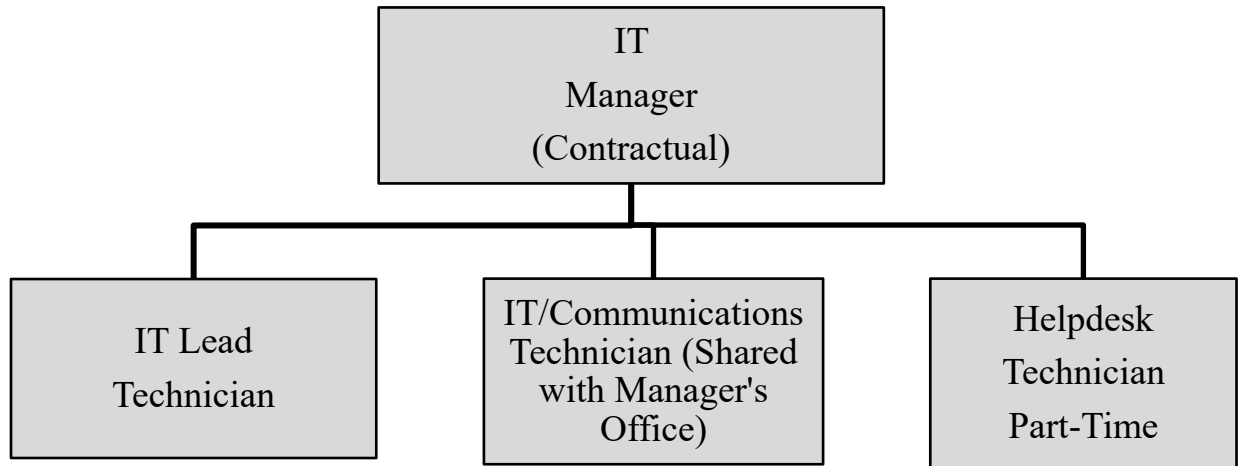 IT
Manager
(Contractual)
IT Lead
Technician
IT/Communications
Technician (Shared
with Manager's
Office)
Helpdesk
Technician
Part-Time